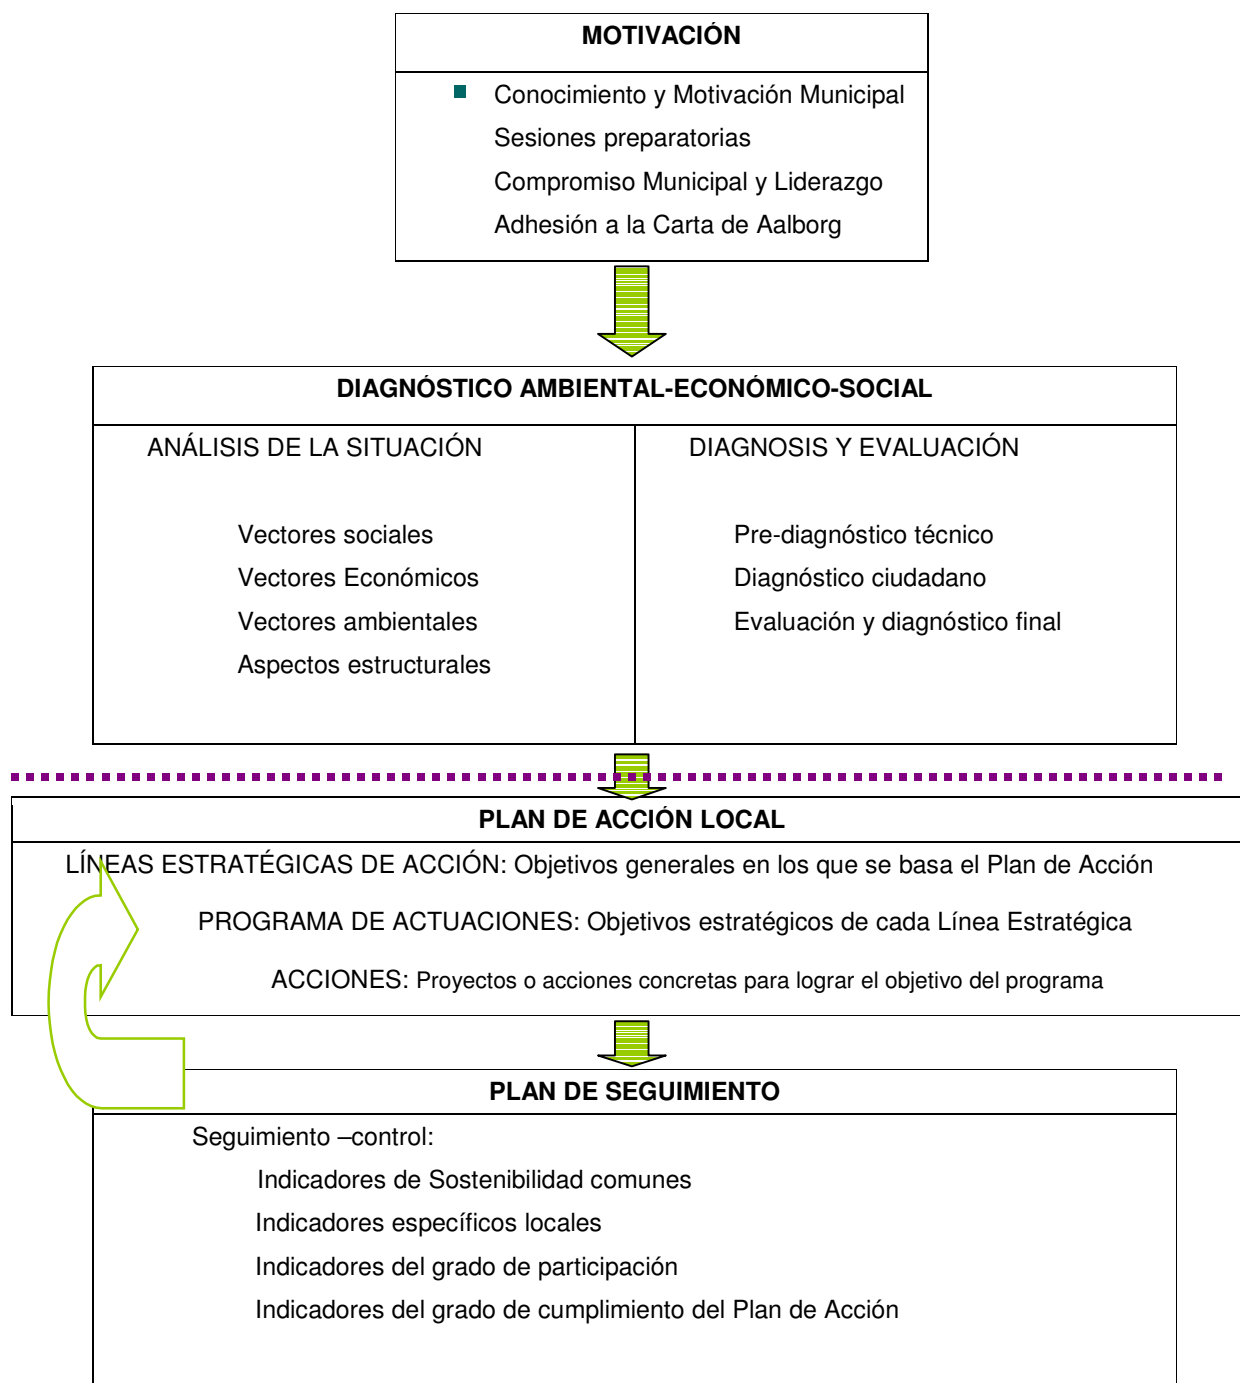 MOTIVACIÓN
Conocimiento y Motivación Municipal
Sesiones preparatorias
Compromiso Municipal y Liderazgo
Adhesión a la Carta de Aalborg
DIAGNÓSTICO AMBIENTAL-ECONÓMICO-SOCIAL
ANÁLISIS DE LA SITUACIÓN
Vectores sociales
Vectores Económicos
Vectores ambientales
Aspectos estructurales
DIAGNOSIS Y EVALUACIÓN
Pre-diagnóstico técnico
Diagnóstico ciudadano
Evaluación y diagnóstico final
PLAN DE ACCIÓN LOCAL
LÍNEAS ESTRATÉGICAS DE ACCIÓN: Objetivos generales en los que se basa el Plan de Acción
PROGRAMA DE ACTUACIONES: Objetivos estratégicos de cada Línea Estratégica
ACCIONES: Proyectos o acciones concretas para lograr el objetivo del programa
PLAN DE SEGUIMIENTO
Seguimiento –control:
Indicadores de Sostenibilidad comunes
Indicadores específicos locales
Indicadores del grado de participación
Indicadores del grado de cumplimiento del Plan de Acción